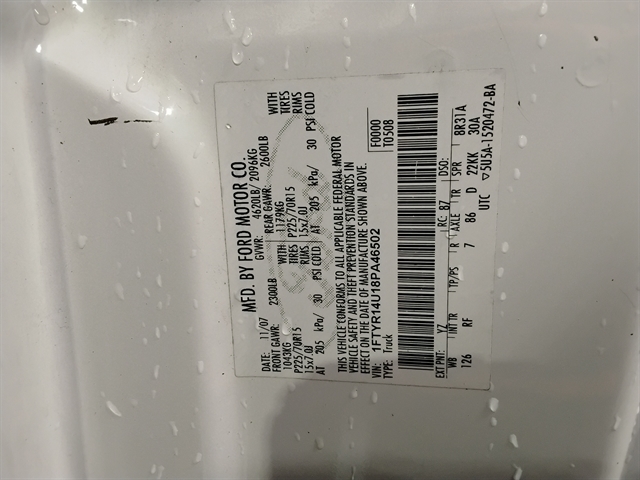 MFD. BY FORD MOTOR CO.
GVWR: 4620LB/ 2096KG
11/07
FRONT GAWR: 2300LB
1043KG WITH
P225/70R15 TIRES
15x7.0J RIMS
AT 205 kPa/ 30 PSI COLD
REAR GAWR: 2600LB
1179KG WITH
P225/70R15 TIRES
15x7.0J RIMS
AT 205 kPa/ 30 PSI COLD
THIS VEHICLE CONFORMS TO ALL APPLICABLE FEDERAL MOTOR
VEHICLE SAFETY AND THEFT PREVENTION STANDARDS IN
EFFECT ON THE DATE OF MANUFACTURE SHOWN ABOVE.
VIN: 1FTYR14U18PA46502
TYPE: Truck
F0000
T0508
EXT PNT: YZ RC: B7 DSO:
WB INT TR TP/PS R AXLE TR SPR BR31A
126 RF 7 86 D 22KK 30A
UTC ▽5U5A-1520472-BA